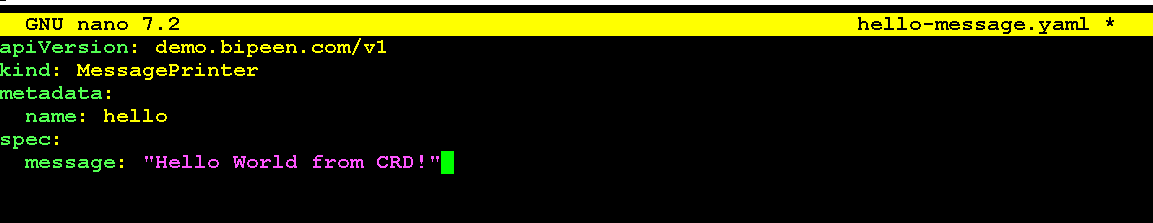 GNU nano 7.2 hello-message.yaml *
apiVersion: demo.bipeen.com/v1
kind: MessagePrinter
metadata:
  name: hello
spec:
  message: "Hello World from CRD!"